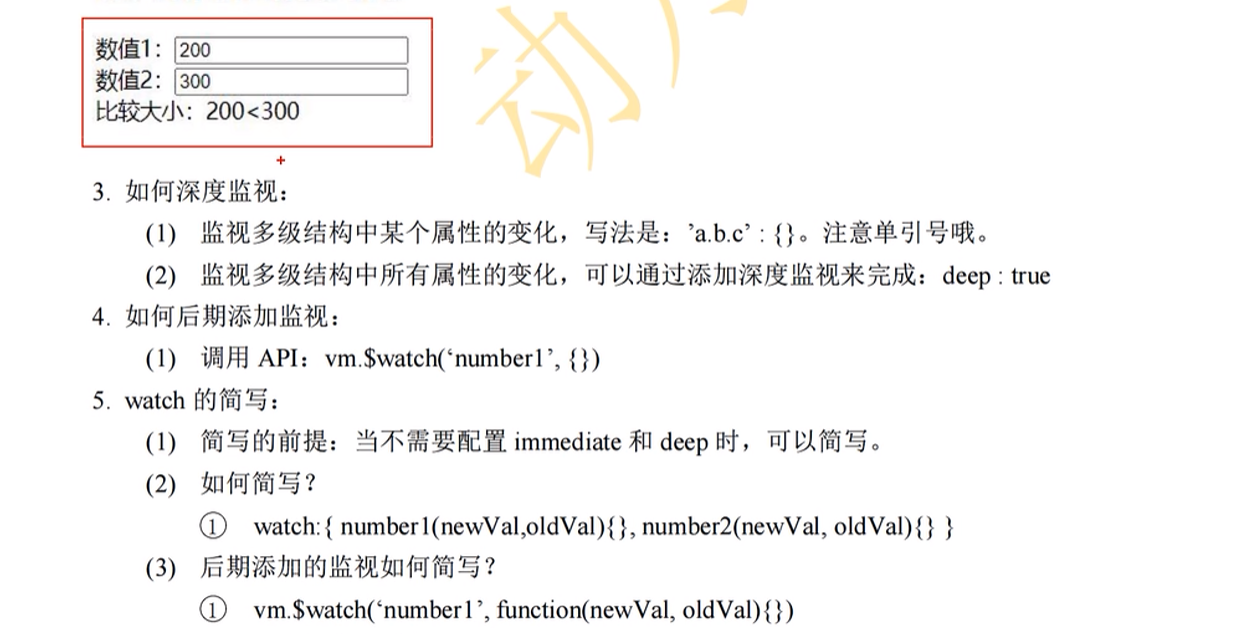 数值1： 200
数值2： 300
比较大小：200<300
3. 如何深度监视：
(1) 监视多级结构中某个属性的变化，写法是：’a.b.c’ : {}。注意单引号哦。
(2) 监视多级结构中所有属性的变化，可以通过添加深度监视来完成：deep : true
4. 如何后期添加监视：
(1) 调用 API：vm.$watch(‘number1’, {})
5. watch 的简写：
(1) 简写的前提：当不需要配置 immediate 和 deep 时，可以简写。
(2) 如何简写？
① watch:{ number1(newVal,oldVal){}, number2(newVal, oldVal){} }
(3) 后期添加的监视如何简写？
① vm.$watch(‘number1’, function(newVal, oldVal){})
动